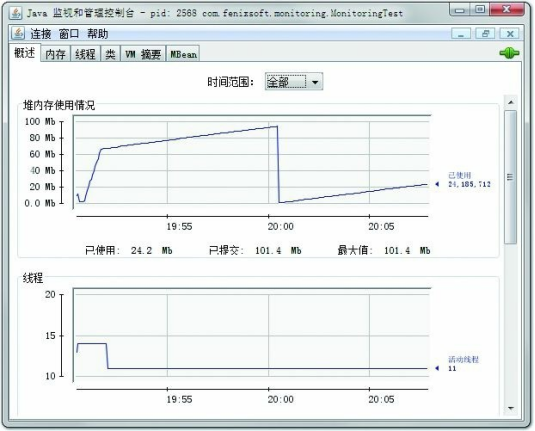 Java 监视和管理控制台 - pid: 2568 com.fenixsoft.monitoring.MonitoringTest
连接 窗口 帮助
概述 内存 线程 类 VM 摘要 MBean
时间范围: 全部
堆内存使用情况
100 Mb
80 Mb
60 Mb
40 Mb
20 Mb
0.0 Mb
已使用
24,185,712
19:55 20:00 20:05
已使用: 24.2 Mb 已提交: 101.4 Mb 最大值: 101.4 Mb
线程
20
15
10
活动线程
11
19:55 20:00 20:05